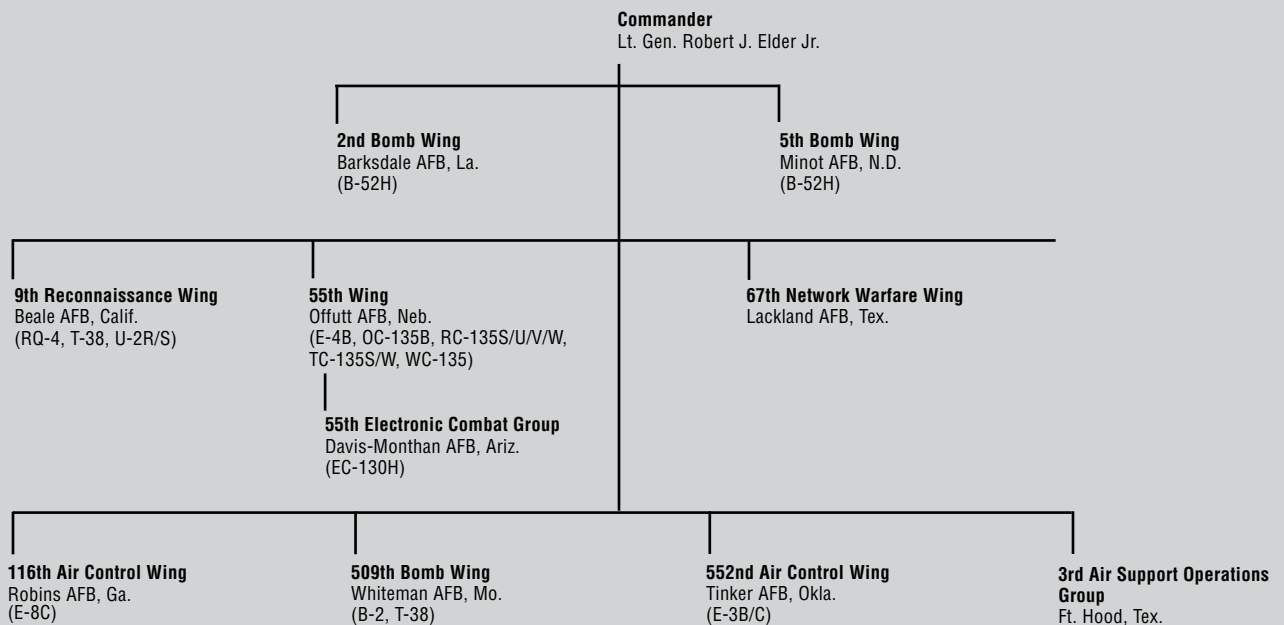 Commander
Lt. Gen. Robert J. Elder Jr.
2nd Bomb Wing
Barksdale AFB, La.
(B-52H)
5th Bomb Wing
Minot AFB, N.D.
(B-52H)
9th Reconnaissance Wing
Beale AFB, Calif.
(RQ-4, T-38, U-2R/S)
55th Wing
Offutt AFB, Neb.
(E-4B, OC-135B, RC-135S/U/V/W,
TC-135S/W, WC-135)
67th Network Warfare Wing
Lackland AFB, Tex.
55th Electronic Combat Group
Davis-Monthan AFB, Ariz.
(EC-130H)
116th Air Control Wing
Robins AFB, Ga.
(E-8C)
509th Bomb Wing
Whiteman AFB, Mo.
(B-2, T-38)
552nd Air Control Wing
Tinker AFB, Okla.
(E-3B/C)
3rd Air Support Operations
Group
Ft. Hood, Tex.